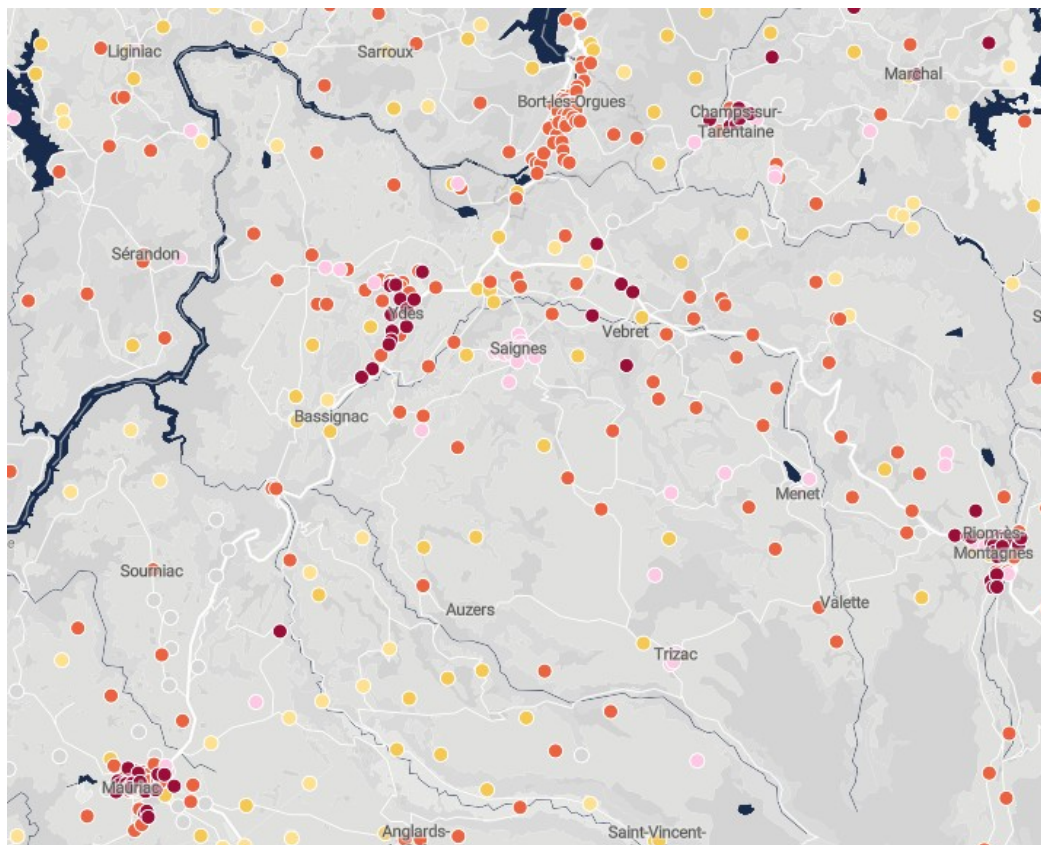 Liginiac
Sarroux
Marchal
Bort-les-Orgues
Champs-sur-
Tarentaine
Sérandon
Ydes
S
Vebret
Saignes
Bassignac
Menet
e
Riom-ès-
Montagnes
Sourniac
Auzers
Valette
Trizac
Mauriac
Anglards-
Saint-Vincent-